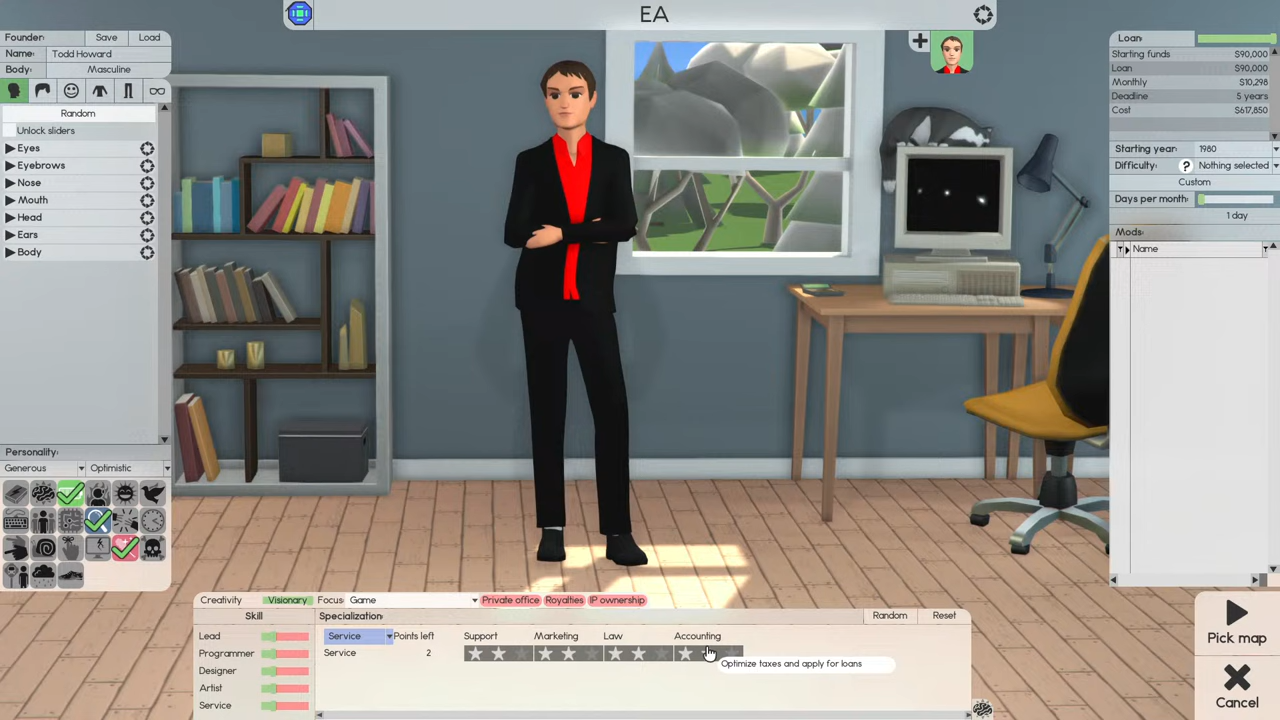 EA
Founder:
Save
Load
Name:
Todd Howard
Body:
Masculine
Random
Unlock sliders
Eyes
Eyebrows
Nose
Mouth
Head
Ears
Body
Personality:
Generous
Optimistic
Loan:
Starting funds $90,000
Loan $90,000
Monthly $10,298
Deadline 5 years
Cost $617,850
Starting year: 1980
Difficulty: ? Nothing selected
Custom
Days per month:
1 day
Mods:
Name
Creativity Visionary Focus: Game Private office Royalties IP ownership
Skill Specialization: Random Reset
Lead Service Points left Support Marketing Law Accounting
Programmer Service 2
Optimize taxes and apply for loans
Designer
Artist
Service
Pick map
Cancel